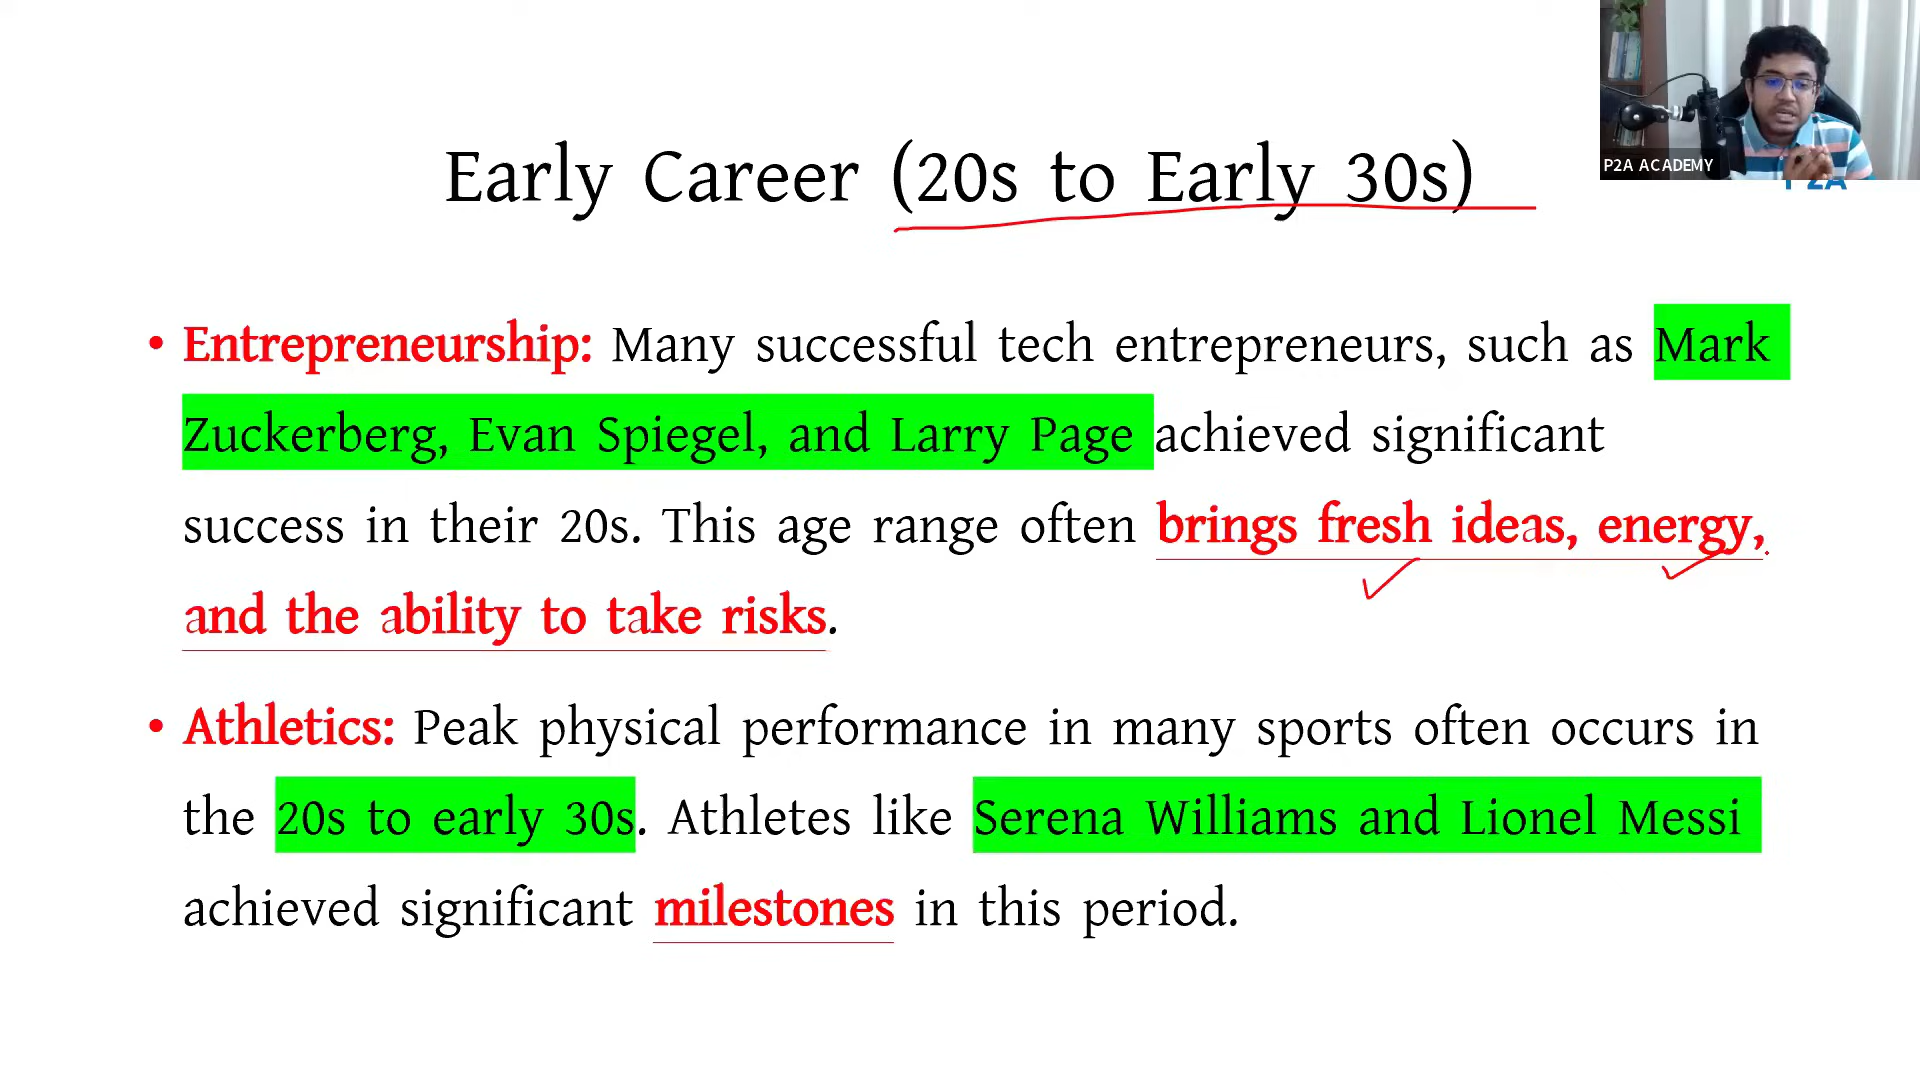 P2A ACADEMY
P2A
Early Career (20s to Early 30s)
• Entrepreneurship: Many successful tech entrepreneurs, such as Mark
Zuckerberg, Evan Spiegel, and Larry Page achieved significant
success in their 20s. This age range often brings fresh ideas, energy,
and the ability to take risks.
• Athletics: Peak physical performance in many sports often occurs in
the 20s to early 30s. Athletes like Serena Williams and Lionel Messi
achieved significant milestones in this period.